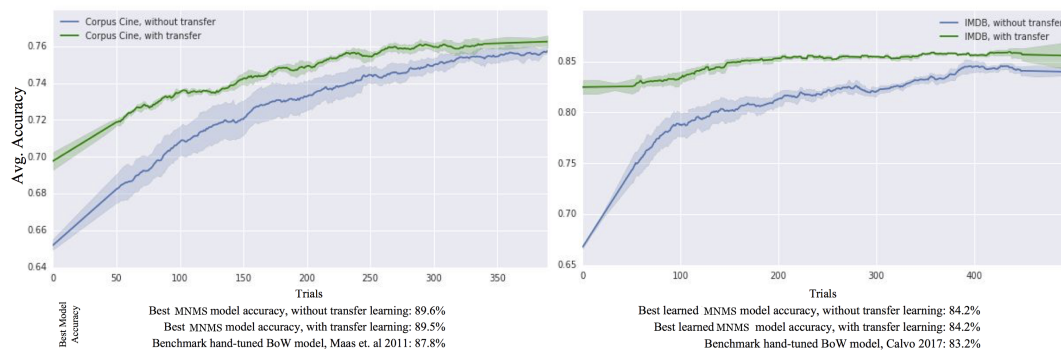 Corpus Cine, without transfer
Corpus Cine, with transfer
0.76
0.74
0.72
0.70
0.68
0.66
0.64
Avg. Accuracy
0 50 100 150 200 250 300 350
Trials
IMDB, without transfer
IMDB, with transfer
0.85
0.80
0.75
0.70
0.65
0 100 200 300 400
Trials
Best Model
Accuracy
Best MNMS model accuracy, without transfer learning: 89.6%
Best MNMS model accuracy, with transfer learning: 89.5%
Benchmark hand-tuned BoW model, Maas et. al 2011: 87.8%
Best learned MNMS model accuracy, without transfer learning: 84.2%
Best learned MNMS model accuracy, with transfer learning: 84.2%
Benchmark hand-tuned BoW model, Calvo 2017: 83.2%